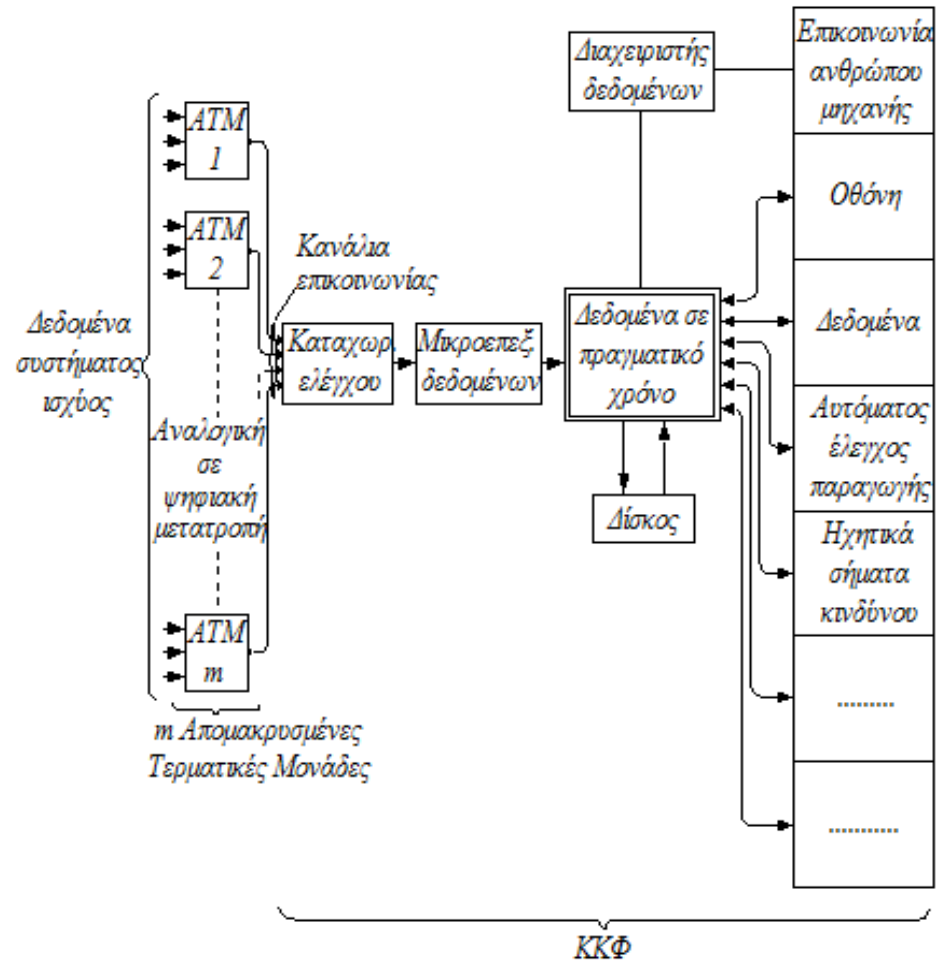 Δεδομένα
συστήματος
ισχύος
ΑΤΜ
1
ΑΤΜ
2
Αναλογική
σε
ψηφιακή
μετατροπή
ΑΤΜ
m
m Απομακρυσμένες
Τερματικές Μονάδες
Κανάλια
επικοινωνίας
Καταχωρ.
ελέγχου
Μικροεπεξ.
δεδομένων
Διαχειριστής
δεδομένων
Δεδομένα σε
πραγματικό
χρόνο
Δίσκος
Επικοινωνία
ανθρώπου
μηχανής
Οθόνη
Δεδομένα
Αυτόματος
έλεγχος
παραγωγής
Ηχητικά
σήματα
κινδύνου
.........
...........
ΚΚΦ